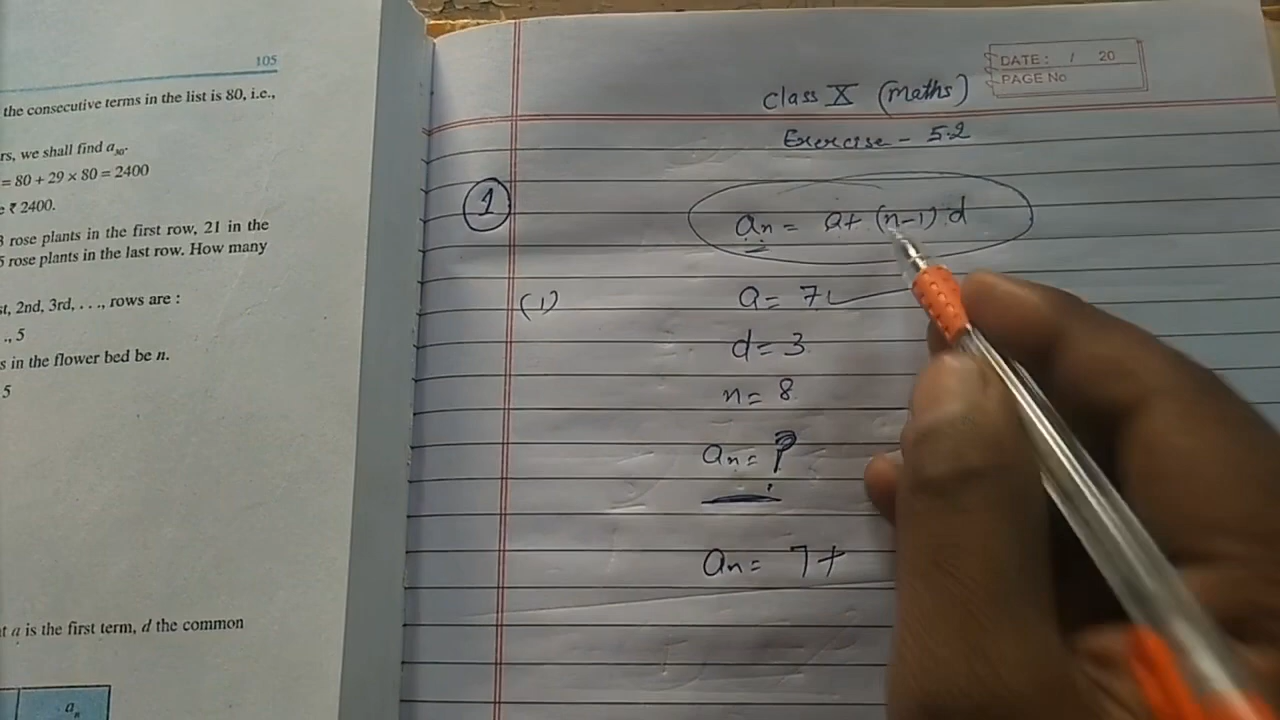 105
the consecutive terms in the list is 80, i.e.,
rs, we shall find a₃₀.
= 80 + 29 × 80 = 2400
₹ 2400.
rose plants in the first row, 21 in the
5 rose plants in the last row. How many
st, 2nd, 3rd, . . ., rows are :
., 5
s in the flower bed be n.
5
t a is the first term, d the common
aₙ
DATE : / 20
PAGE No
Class X (Maths)
Exercise - 5.2
1
an = a + (n-1) d
(1)
a = 7
d = 3
n = 8
an = ?
an = 7 +